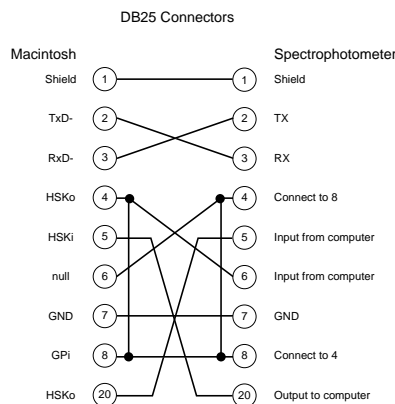 DB25 Connectors
Macintosh Spectrophotometer
Shield 1 1 Shield
TxD- 2 2 TX
RxD- 3 3 RX
HSKo 4 4 Connect to 8
HSKi 5 5 Input from computer
null 6 6 Input from computer
GND 7 7 GND
GPi 8 8 Connect to 4
HSKo 20 20 Output to computer